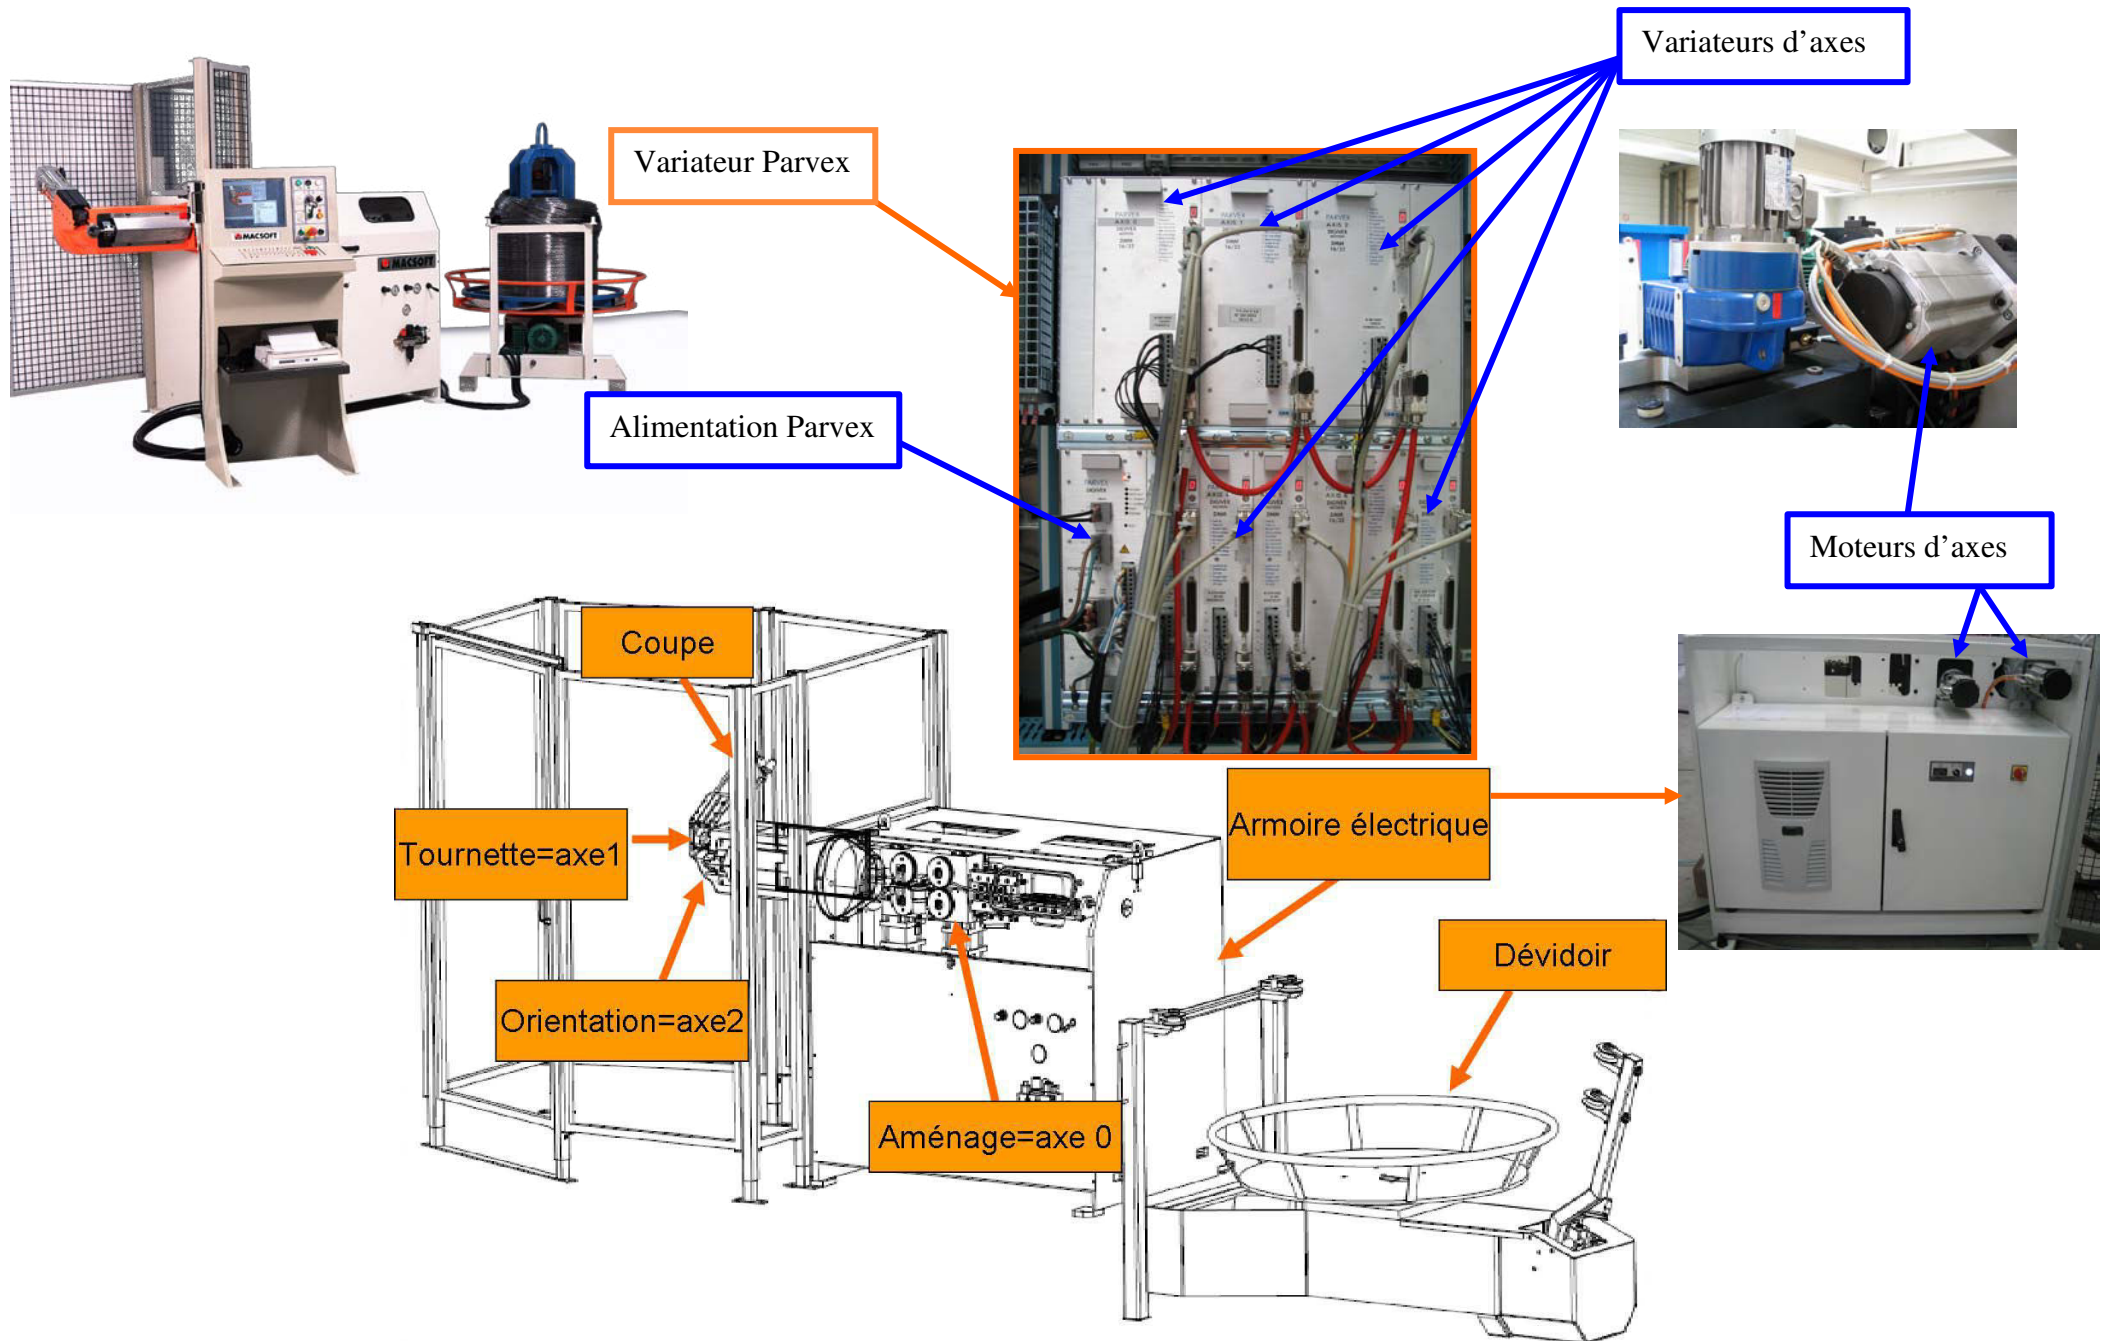 Variateurs d’axes
Variateur Parvex
MACSOFT
MACSOFT
Alimentation Parvex
Moteurs d’axes
Coupe
Tournette=axe1
Armoire électrique
Dévidoir
Orientation=axe2
Aménage=axe 0